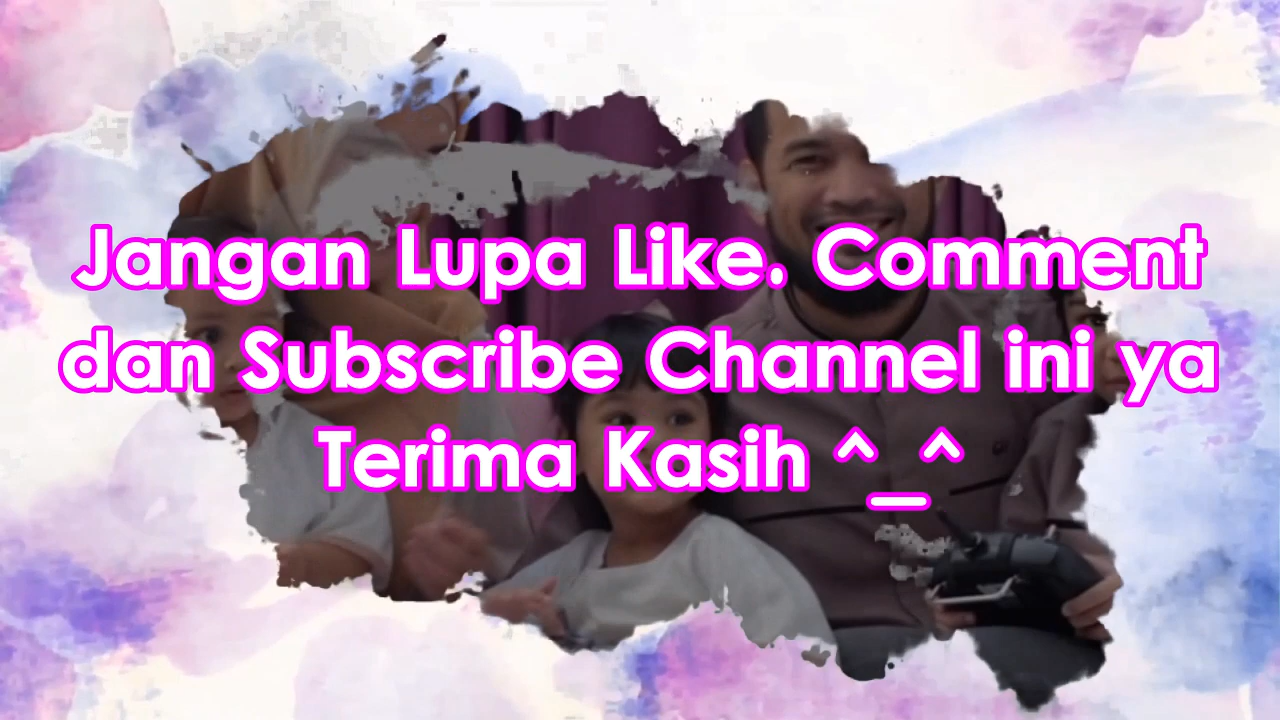 Jangan Lupa Like. Comment
dan Subscribe Channel ini ya
Terima Kasih ^_^